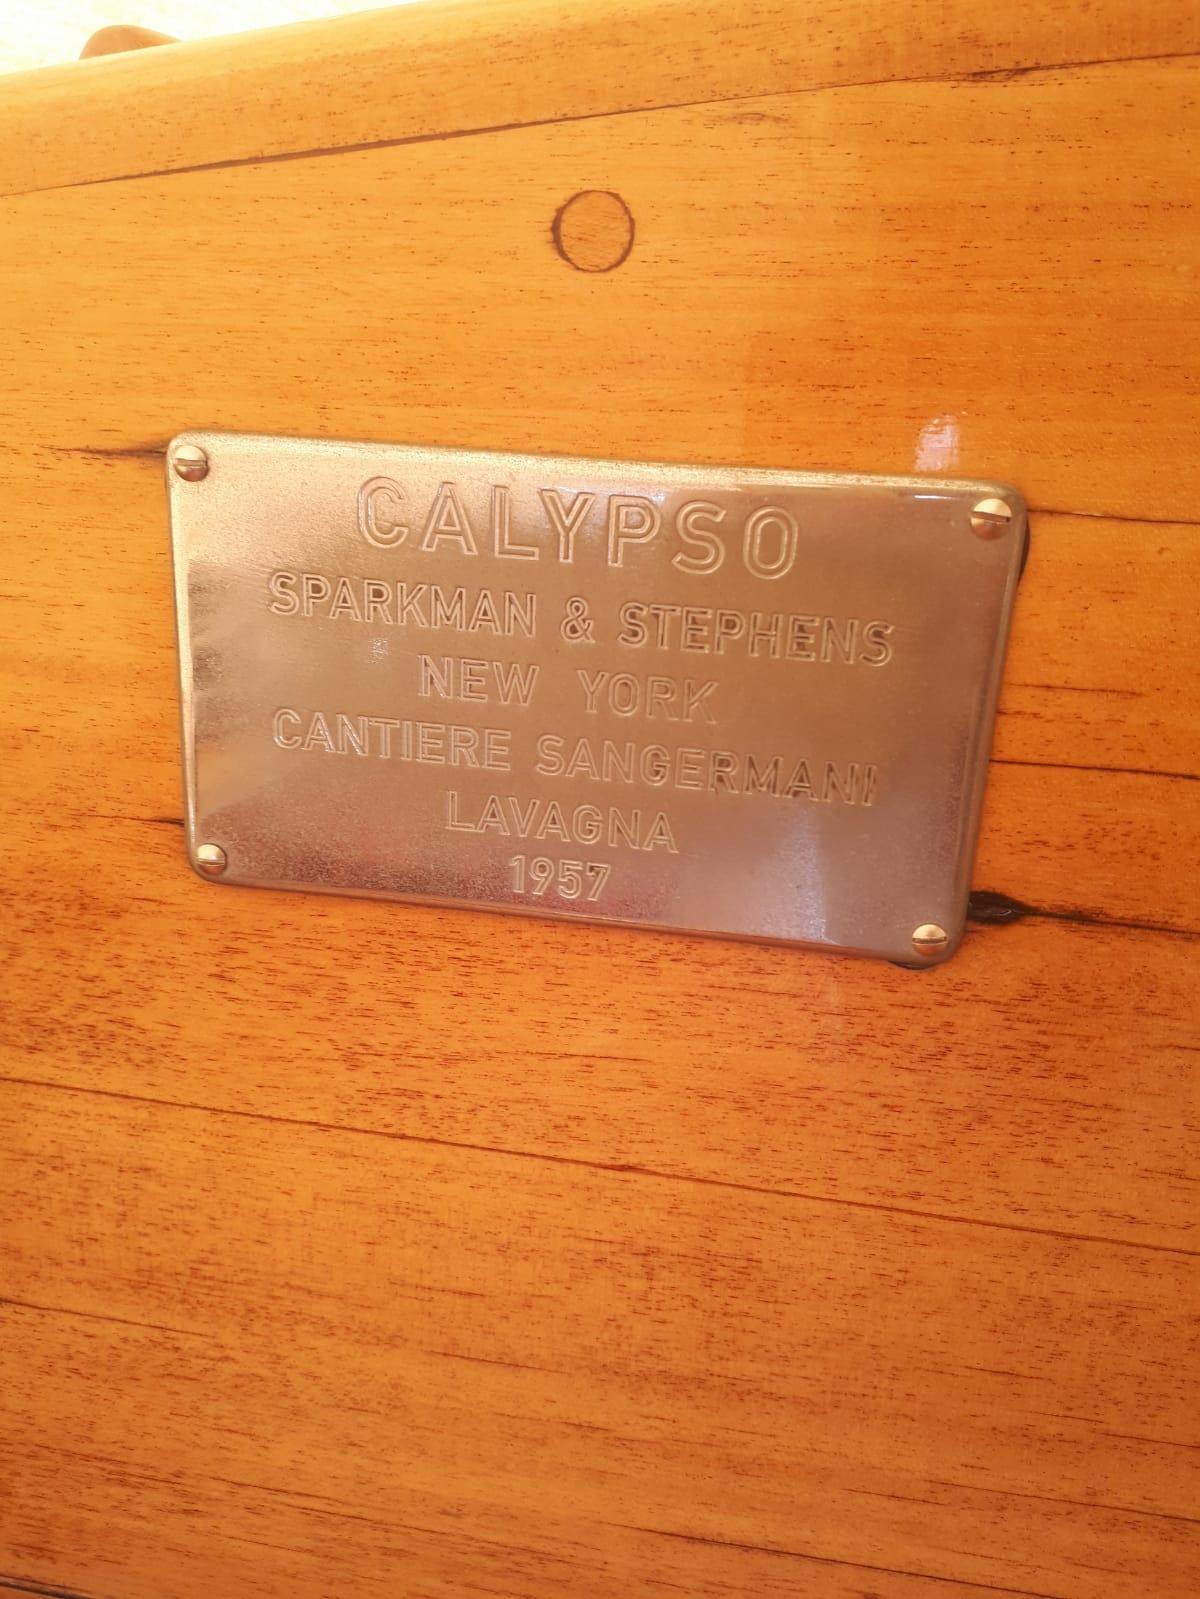 CALYPSO
SPARKMAN & STEPHENS
NEW YORK
CANTIERE SANGERMANI
LAVAGNA
1957